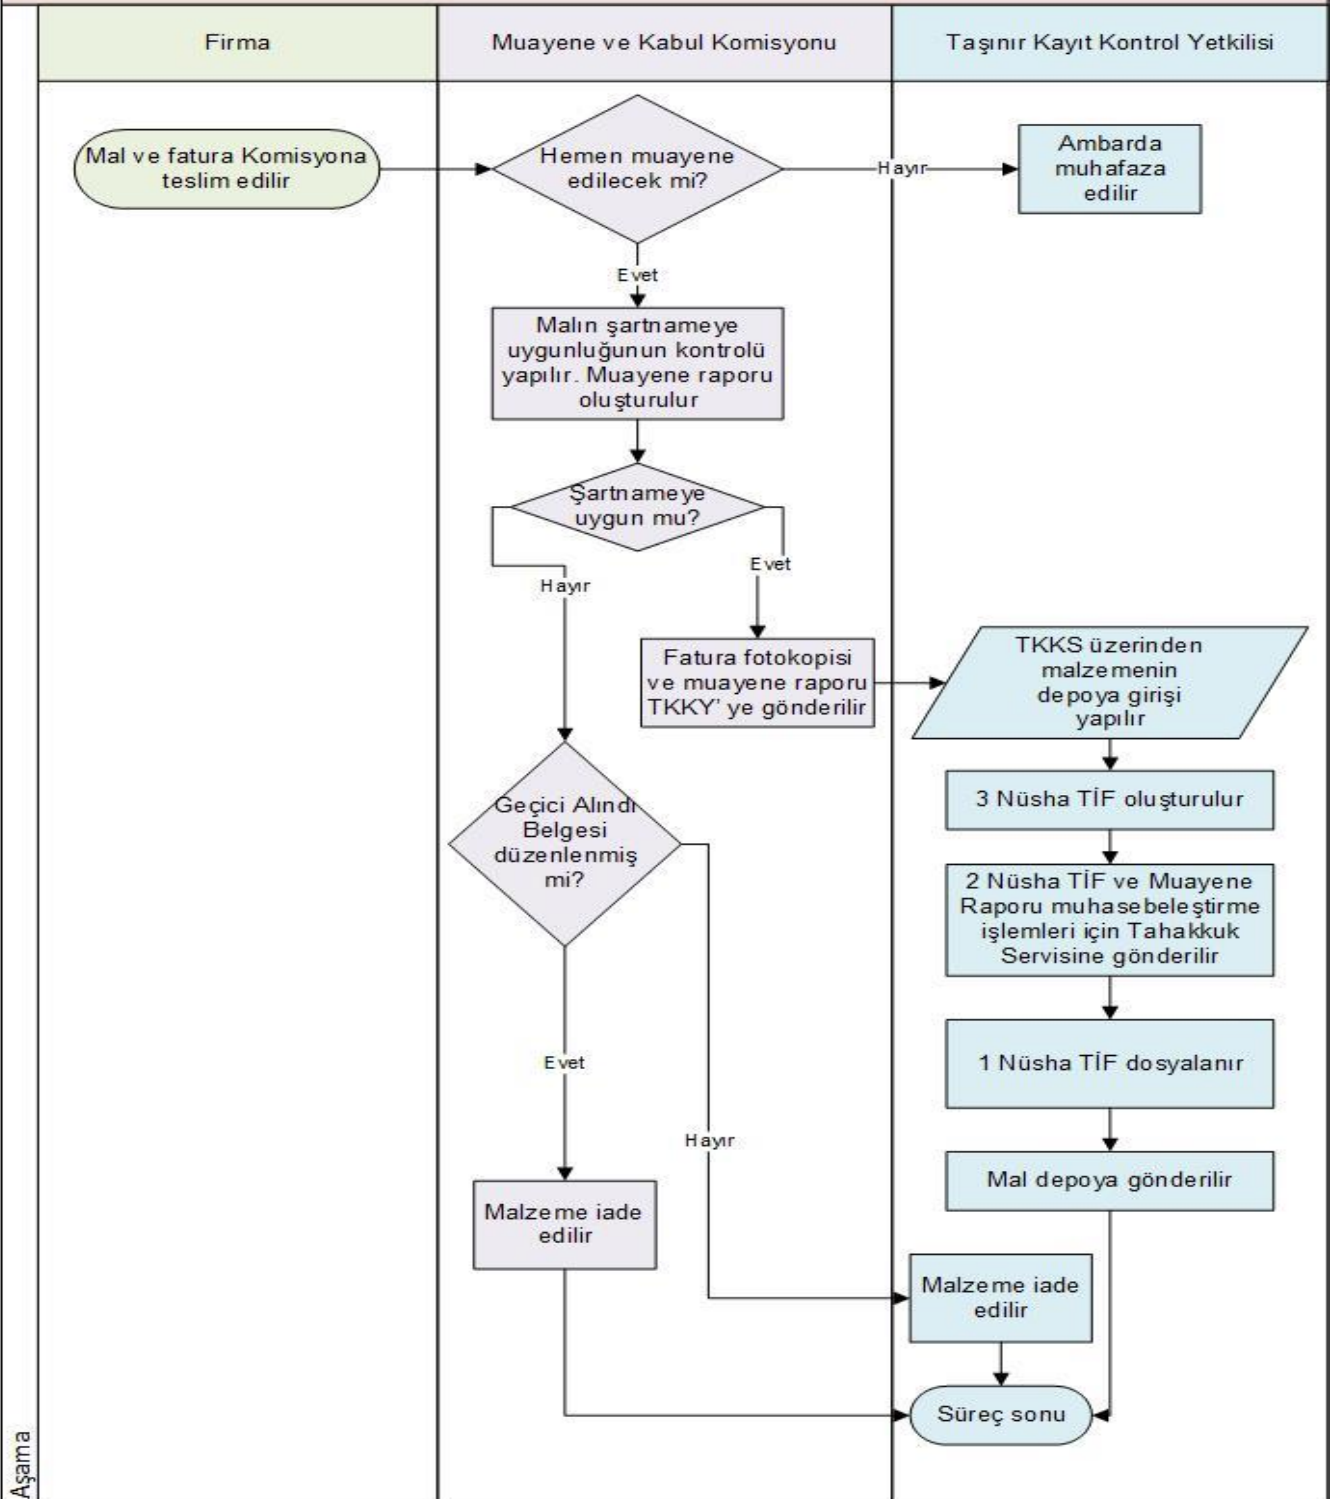 Firma
Muayene ve Kabul Komisyonu
Taşınır Kayıt Kontrol Yetkilisi
Mal ve fatura Komisyona
teslim edilir
Hemen muayene
edilecek mi?
Hayır
Ambarda
muhafaza
edilir
Evet
Malın şartnameye
uygunluğunun kontrolü
yapılır. Muayene raporu
oluşturulur
Şartnameye
uygun mu?
Evet
Hayır
Fatura fotokopisi
ve muayene raporu
TKKY' ye gönderilir
TKKS üzerinden
malzemenin
depoya girişi
yapılır
3 Nüsha TİF oluşturulur
Geçici Alındı
Belgesi
düzenlenmiş
mi?
2 Nüsha TİF ve Muayene
Raporu muhasebeleştirme
işlemleri için Tahakkuk
Servisine gönderilir
1 Nüsha TİF dosyalanır
Evet
Hayır
Mal depoya gönderilir
Malzeme iade
edilir
Malzeme iade
edilir
Süreç sonu
Aşama